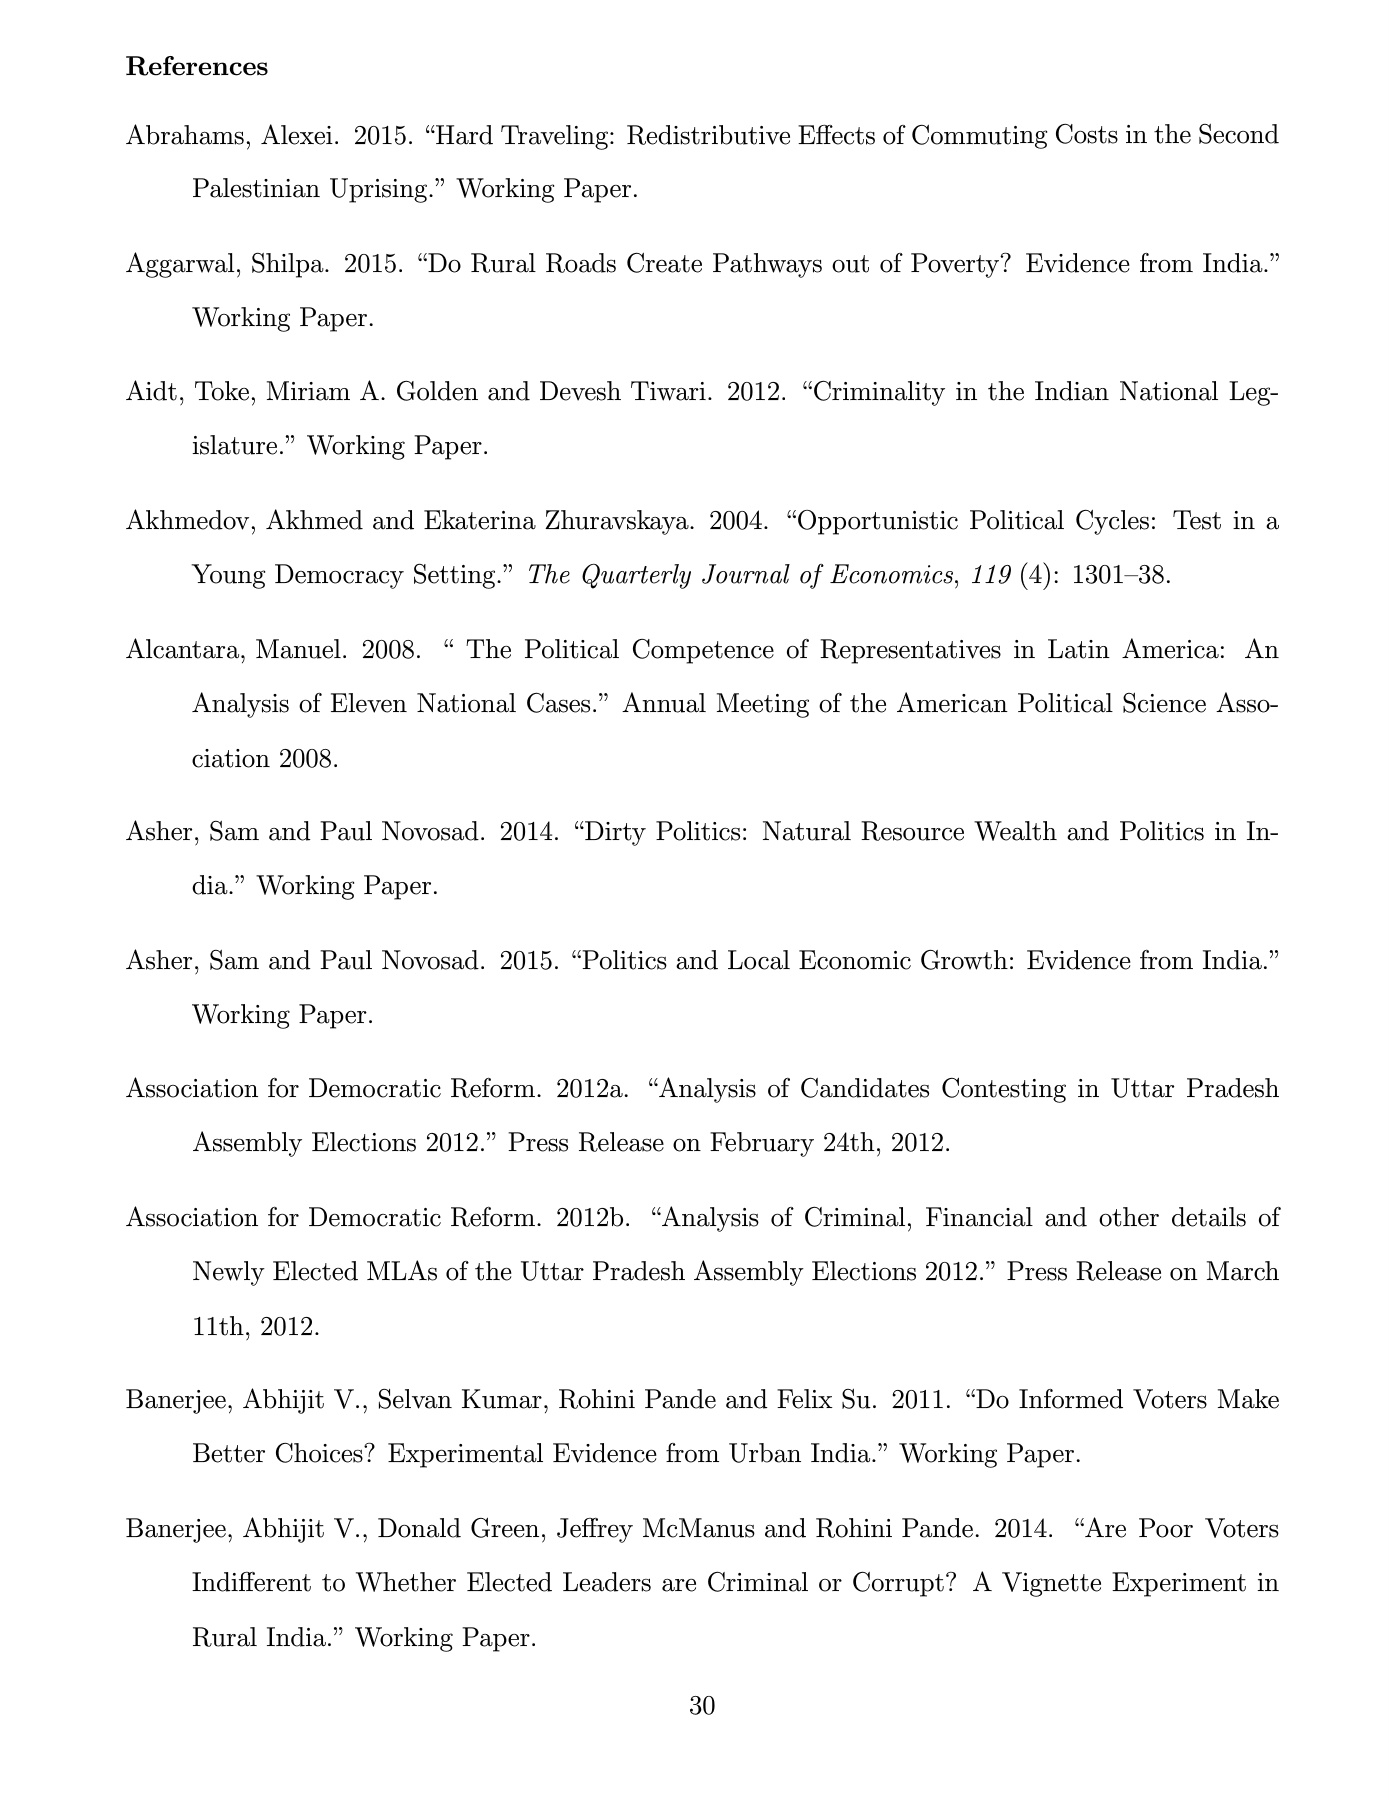 References
Abrahams, Alexei. 2015. “Hard Traveling: Redistributive Effects of Commuting Costs in the Second
Palestinian Uprising.” Working Paper.
Aggarwal, Shilpa. 2015. “Do Rural Roads Create Pathways out of Poverty? Evidence from India.”
Working Paper.
Aidt, Toke, Miriam A. Golden and Devesh Tiwari. 2012. “Criminality in the Indian National Leg-
islature.” Working Paper.
Akhmedov, Akhmed and Ekaterina Zhuravskaya. 2004. “Opportunistic Political Cycles: Test in a
Young Democracy Setting.” The Quarterly Journal of Economics, 119 (4): 1301–38.
Alcantara, Manuel. 2008. “ The Political Competence of Representatives in Latin America: An
Analysis of Eleven National Cases.” Annual Meeting of the American Political Science Asso-
ciation 2008.
Asher, Sam and Paul Novosad. 2014. “Dirty Politics: Natural Resource Wealth and Politics in In-
dia.” Working Paper.
Asher, Sam and Paul Novosad. 2015. “Politics and Local Economic Growth: Evidence from India.”
Working Paper.
Association for Democratic Reform. 2012a. “Analysis of Candidates Contesting in Uttar Pradesh
Assembly Elections 2012.” Press Release on February 24th, 2012.
Association for Democratic Reform. 2012b. “Analysis of Criminal, Financial and other details of
Newly Elected MLAs of the Uttar Pradesh Assembly Elections 2012.” Press Release on March
11th, 2012.
Banerjee, Abhijit V., Selvan Kumar, Rohini Pande and Felix Su. 2011. “Do Informed Voters Make
Better Choices? Experimental Evidence from Urban India.” Working Paper.
Banerjee, Abhijit V., Donald Green, Jeffrey McManus and Rohini Pande. 2014. “Are Poor Voters
Indifferent to Whether Elected Leaders are Criminal or Corrupt? A Vignette Experiment in
Rural India.” Working Paper.
30